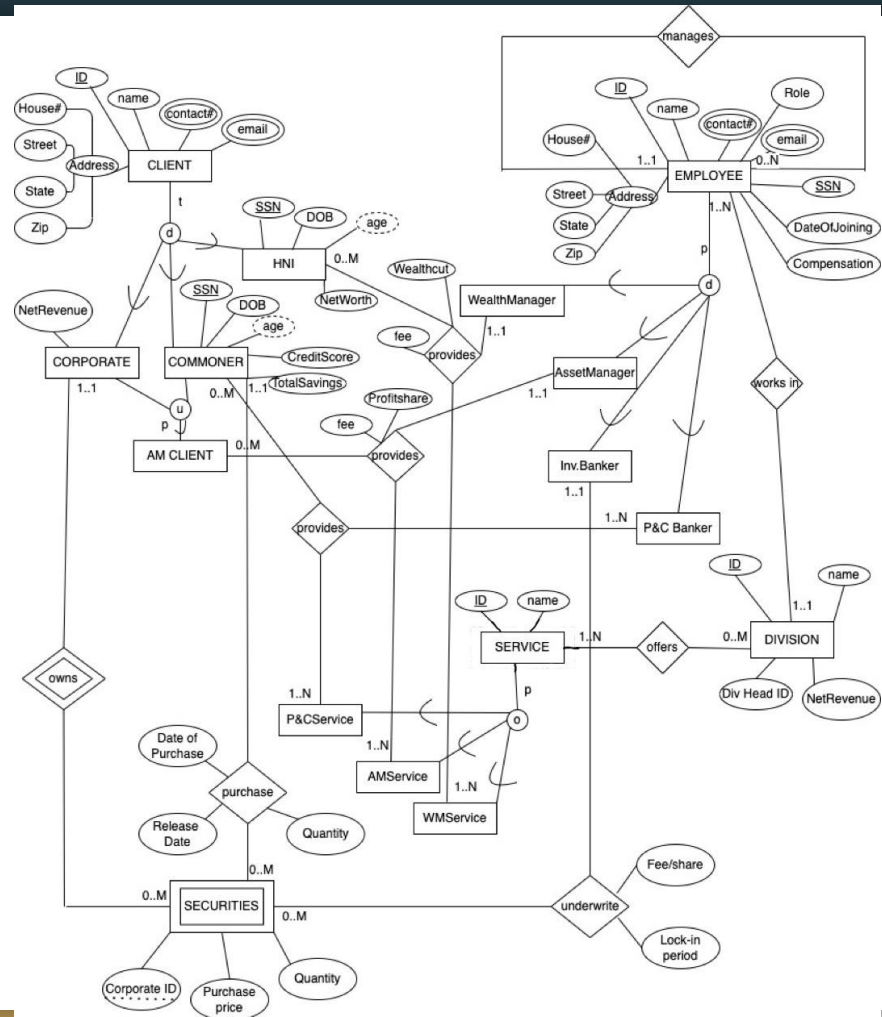 manages
ID
name
contact#
email
House#
Street
State
Zip
Address
CLIENT
t
d
ID
name
contact#
Role
email
House#
Street
State
Zip
Address
1..1
0..N
EMPLOYEE
SSN
DateOfJoining
Compensation
1..N
p
d
SSN
DOB
age
HNI
0..M
NetWorth
Wealthcut
WealthManager
1..1
fee
provides
NetRevenue
SSN
DOB
age
CORPORATE
COMMONER
CreditScore
TotalSavings
1..1
0..M
1..1
u
p
AM CLIENT
0..M
Profitshare
fee
provides
AssetManager
1..1
works in
Inv.Banker
1..1
provides
1..N
P&C Banker
ID
name
SERVICE
1..N
offers
0..M
ID
name
1..1
DIVISION
Div Head ID
NetRevenue
p
o
owns
1..N
P&CService
1..N
AMService
1..N
WMService
Date of
Purchase
purchase
Release
Date
Quantity
0..M
0..M
SECURITIES
0..M
underwrite
Fee/share
Lock-in
period
Corporate ID
Purchase
price
Quantity